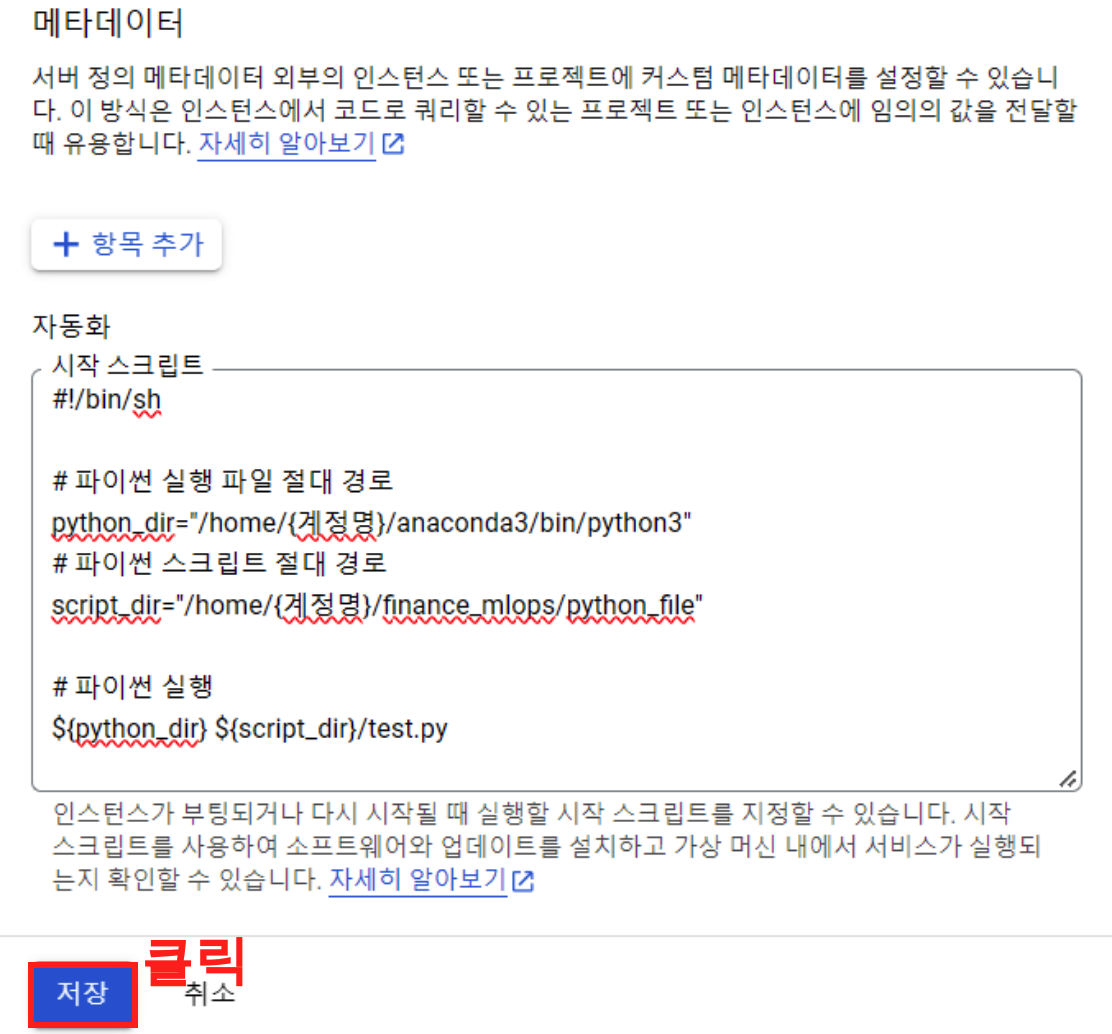 메타데이터
서버 정의 메타데이터 외부의 인스턴스 또는 프로젝트에 커스텀 메타데이터를 설정할 수 있습니
다. 이 방식은 인스턴스에서 코드로 쿼리할 수 있는 프로젝트 또는 인스턴스에 임의의 값을 전달할
때 유용합니다. 자세히 알아보기
+ 항목 추가
자동화
시작 스크립트
#!/bin/sh
# 파이썬 실행 파일 절대 경로
python_dir="/home/{계정명}/anaconda3/bin/python3"
# 파이썬 스크립트 절대 경로
script_dir="/home/{계정명}/finance_mlops/python_file"
# 파이썬 실행
${python_dir} ${script_dir}/test.py
인스턴스가 부팅되거나 다시 시작될 때 실행할 시작 스크립트를 지정할 수 있습니다. 시작
스크립트를 사용하여 소프트웨어와 업데이트를 설치하고 가상 머신 내에서 서비스가 실행되
는지 확인할 수 있습니다. 자세히 알아보기
클릭
저장 취소